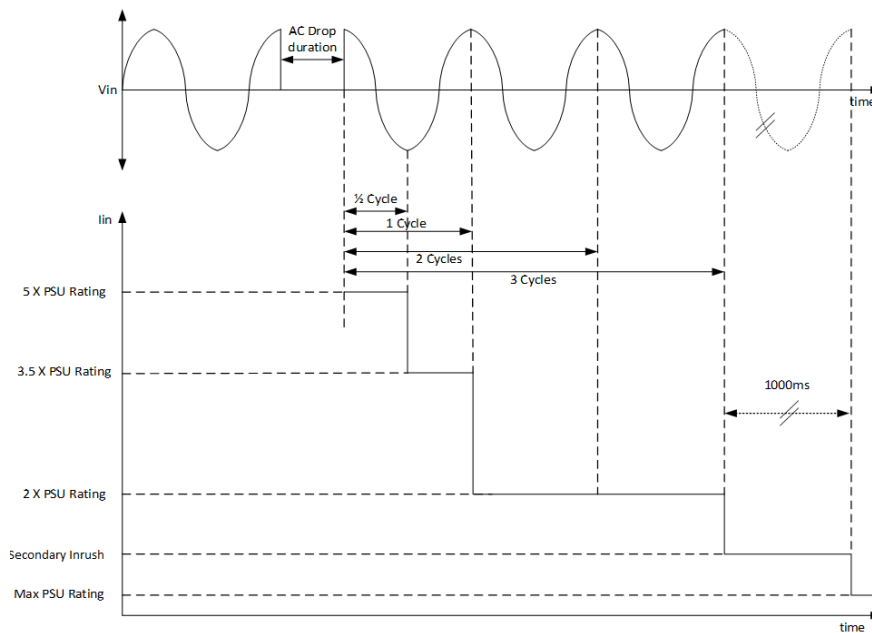 AC Drop
duration
Vin
time
½ Cycle
Iin
1 Cycle
2 Cycles
3 Cycles
5 X PSU Rating
3.5 X PSU Rating
1000ms
2 X PSU Rating
Secondary Inrush
Max PSU Rating
time